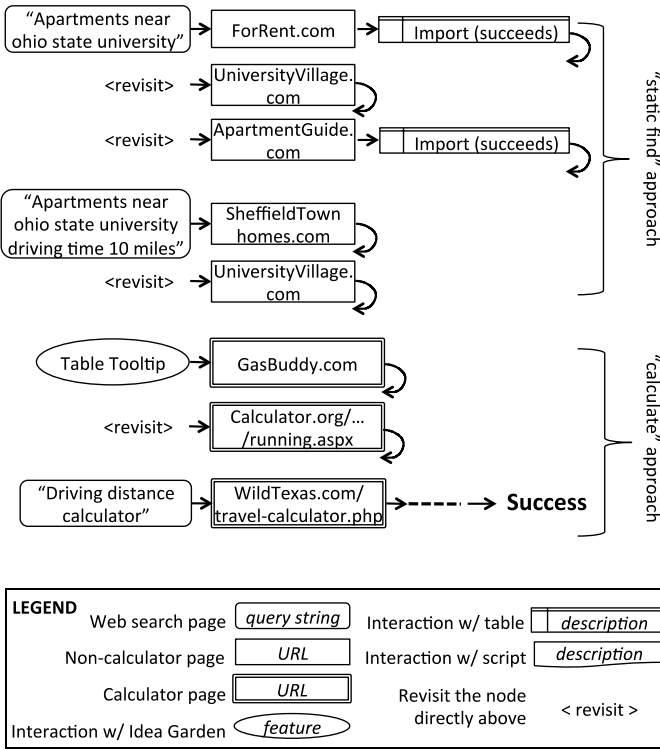 “Apartments near
ohio state university”
ForRent.com
Import (succeeds)
<revisit>
UniversityVillage.
com
<revisit>
ApartmentGuide.
com
Import (succeeds)
“Apartments near
ohio state university
driving time 10 miles”
SheffieldTown
homes.com
<revisit>
UniversityVillage.
com
“static find”
approach
Table Tooltip
GasBuddy.com
<revisit>
Calculator.org/...
/running.aspx
“Driving distance
calculator”
WildTexas.com/
travel-calculator.php
Success
“calculate”
approach
LEGEND
Web search page
query string
Non-calculator page
URL
Calculator page
URL
Interaction w/ Idea Garden
feature
Interaction w/ table
description
Interaction w/ script
description
Revisit the node
directly above
< revisit >